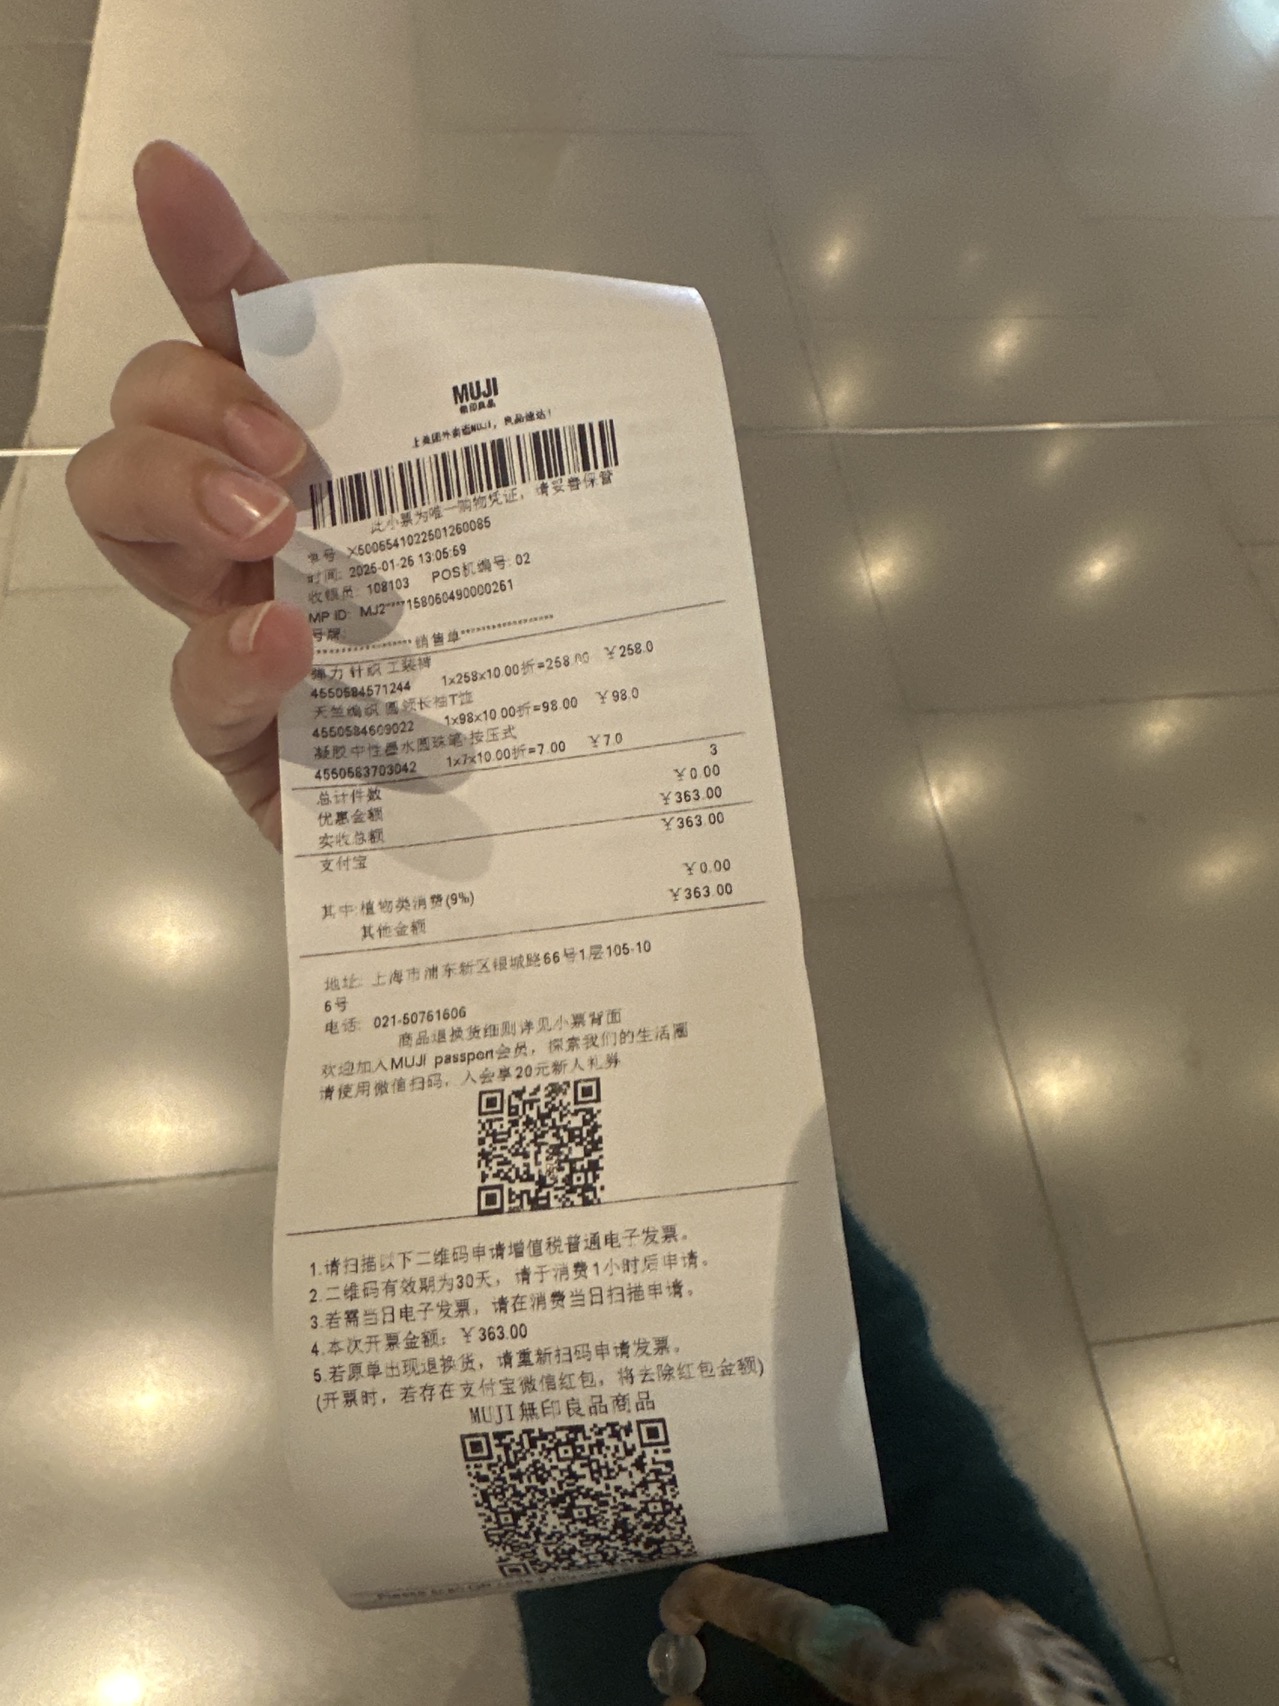 MUJI
無印良品
上美团外卖逛MUJI，良品速达！
此小票为唯一购物凭证，请妥善保管
单号: X5006541022501260085
时间: 2025-01-26 13:05:59
收银员: 108103 POS机编号: 02
MP ID: MJ2****158060490000261
号牌:
销售单
弹力 针织 工装裤
4550584571244 1x258x10.00折=258.00 ￥258.0
天竺编织 圆领长袖T恤
4550584609022 1x98x10.00折=98.00 ￥98.0
凝胶中性墨水圆珠笔·按压式
4550583703042 1x7x10.00折=7.00 ￥7.0
总计件数 3
优惠金额 ￥0.00
实收总额 ￥363.00
支付宝 ￥363.00
其中:植物类消费(9%) ￥0.00
其他金额 ￥363.00
地址: 上海市浦东新区银城路66号1层105-10
6号
电话: 021-50761606
商品退换货细则详见小票背面
欢迎加入MUJI passport会员，探索我们的生活圈
请使用微信扫码，入会享20元新人礼券
1.请扫描以下二维码申请增值税普通电子发票。
2.二维码有效期为30天，请于消费1小时后申请。
3.若需当日电子发票，请在消费当日扫描申请。
4.本次开票金额：￥363.00
5.若原单出现退换货，请重新扫码申请发票。
(开票时，若存在支付宝微信红包，将去除红包金额)
MUJI無印良品商品